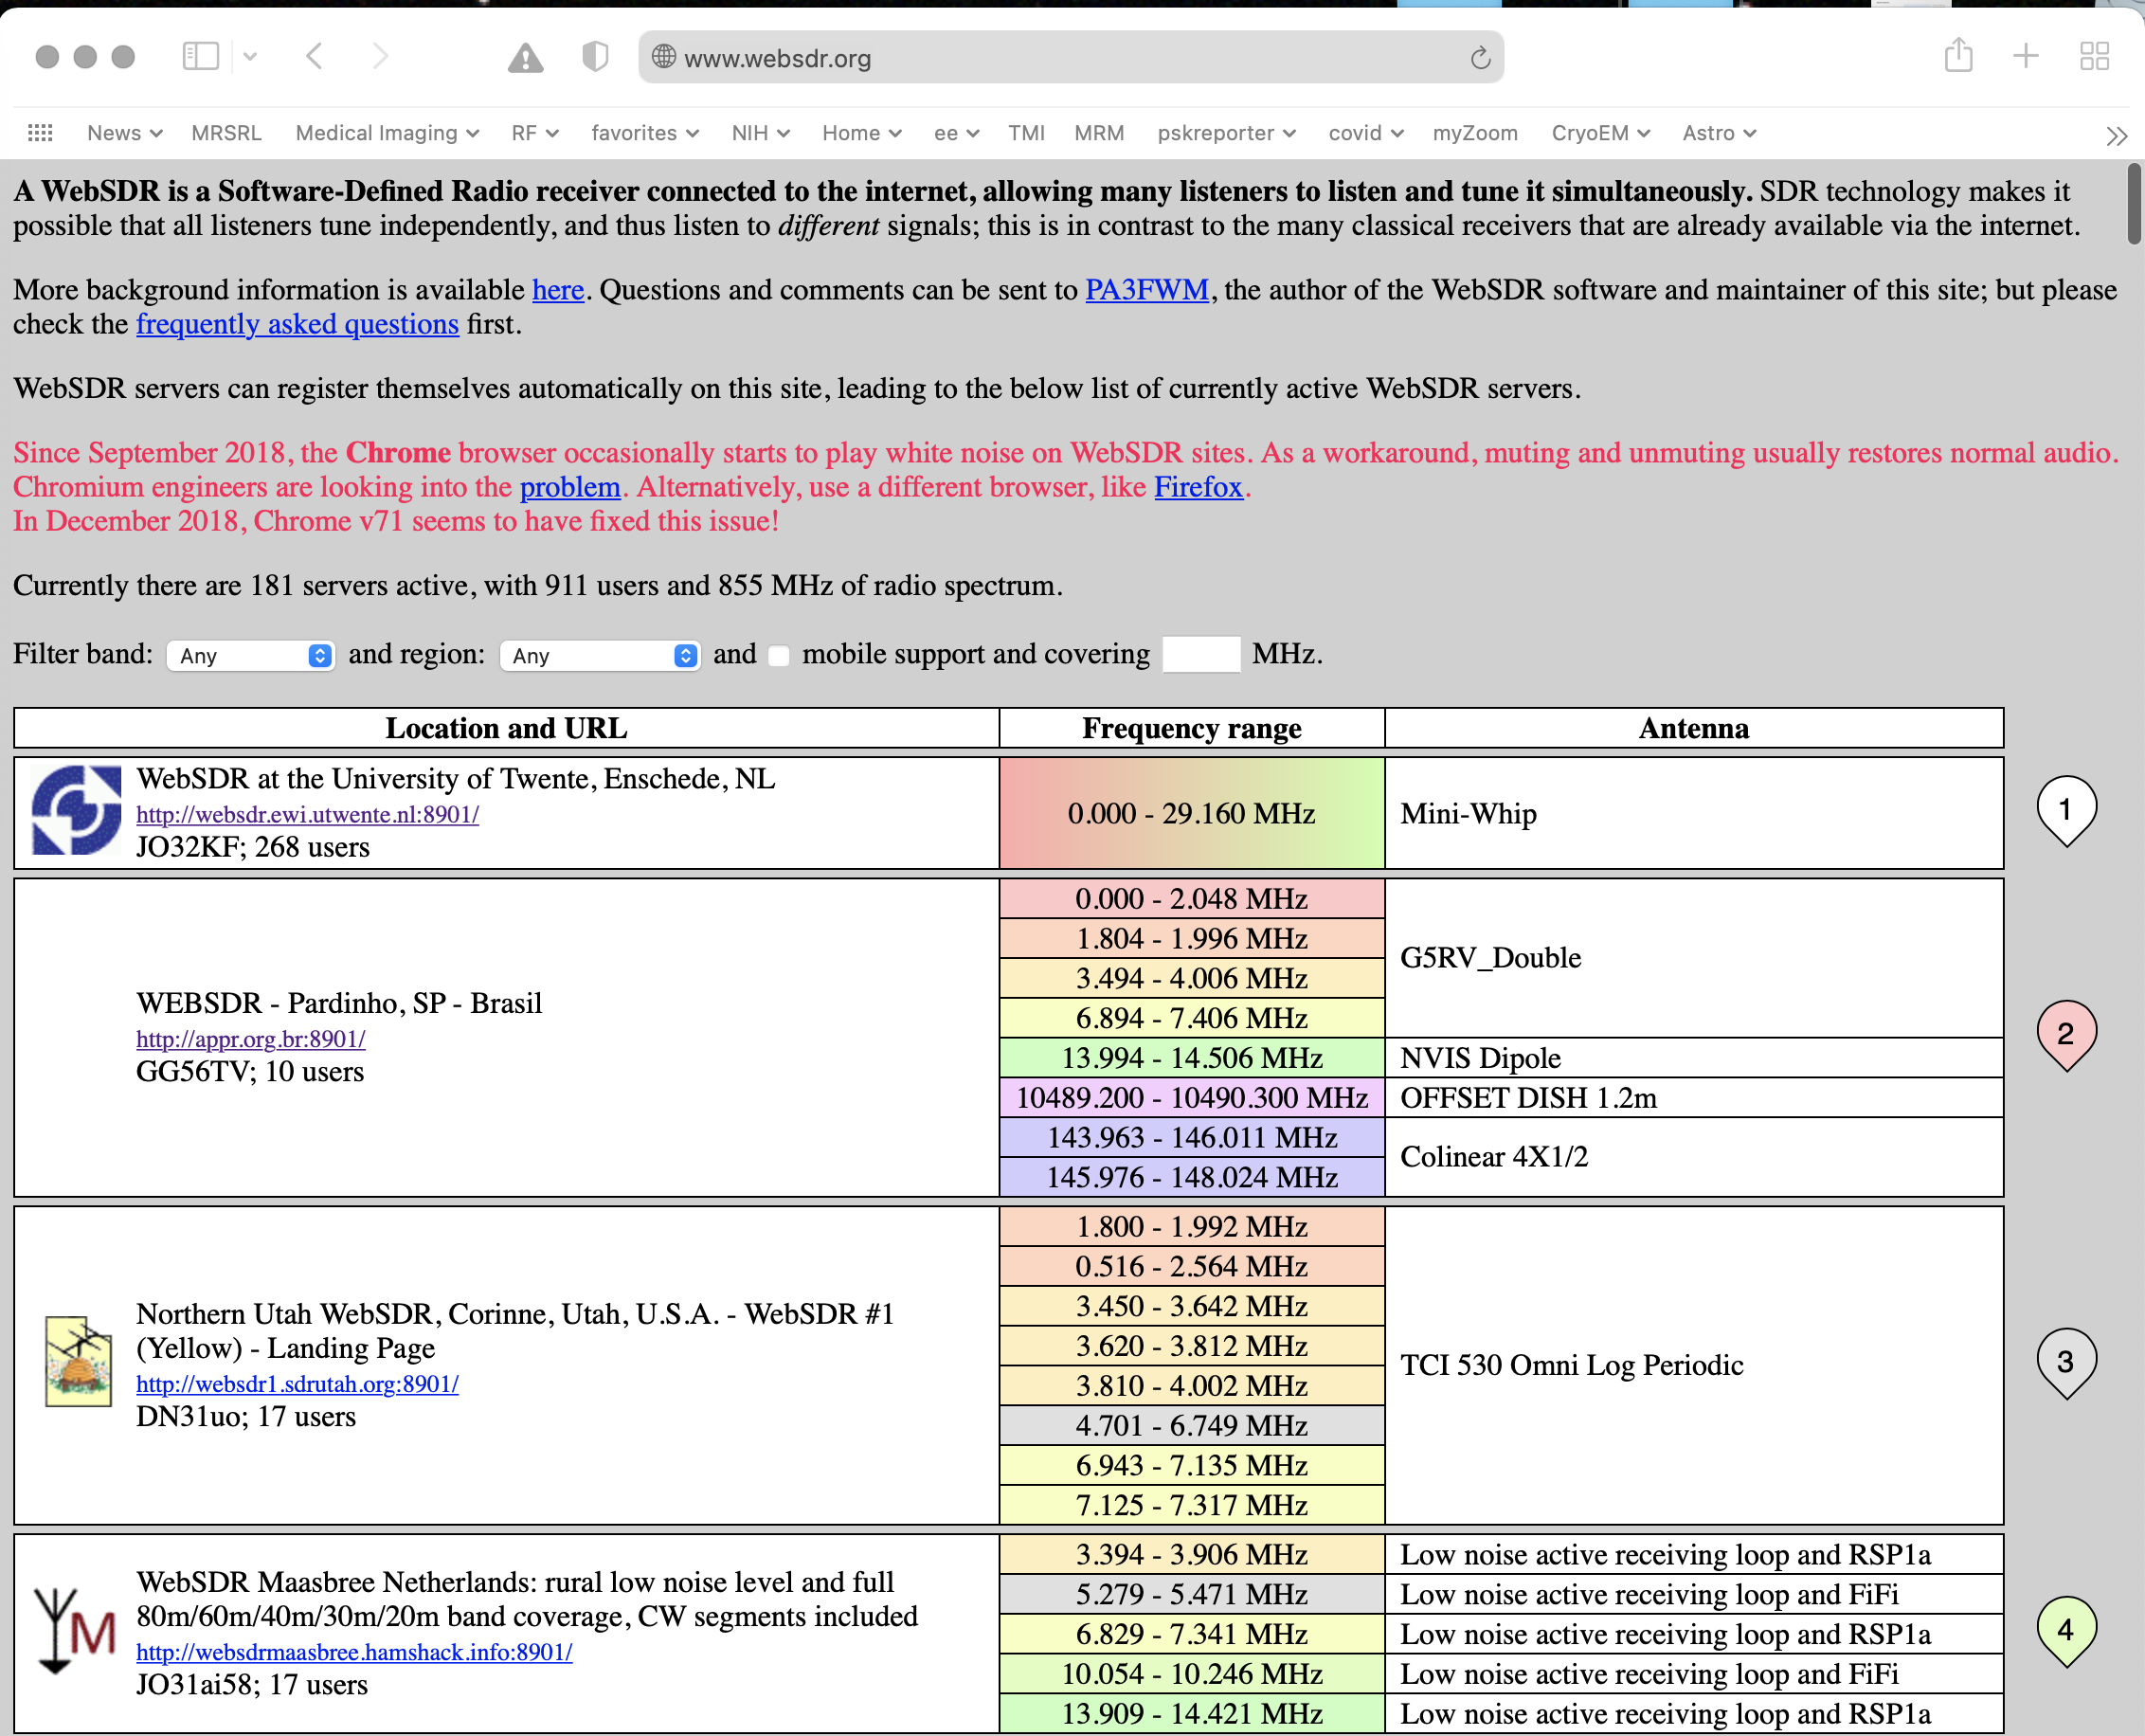 www.websdr.org
News MRSRL Medical Imaging RF favorites NIH Home ee TMI MRM pskreporter covid myZoom CryoEM Astro
A WebSDR is a Software-Defined Radio receiver connected to the internet, allowing many listeners to listen and tune it simultaneously. SDR technology makes it
possible that all listeners tune independently, and thus listen to different signals; this is in contrast to the many classical receivers that are already available via the internet.
More background information is available here. Questions and comments can be sent to PA3FWM, the author of the WebSDR software and maintainer of this site; but please
check the frequently asked questions first.
WebSDR servers can register themselves automatically on this site, leading to the below list of currently active WebSDR servers.
Since September 2018, the Chrome browser occasionally starts to play white noise on WebSDR sites. As a workaround, muting and unmuting usually restores normal audio.
Chromium engineers are looking into the problem. Alternatively, use a different browser, like Firefox.
In December 2018, Chrome v71 seems to have fixed this issue!
Currently there are 181 servers active, with 911 users and 855 MHz of radio spectrum.
Filter band: Any and region: Any and mobile support and covering MHz.
Location and URL Frequency range Antenna
WebSDR at the University of Twente, Enschede, NL
http://websdr.ewi.utwente.nl:8901/
JO32KF; 268 users
0.000 - 29.160 MHz
Mini-Whip
1
WEBSDR - Pardinho, SP - Brasil
http://appr.org.br:8901/
GG56TV; 10 users
0.000 - 2.048 MHz
1.804 - 1.996 MHz
3.494 - 4.006 MHz
6.894 - 7.406 MHz
G5RV_Double
13.994 - 14.506 MHz
NVIS Dipole
10489.200 - 10490.300 MHz
OFFSET DISH 1.2m
143.963 - 146.011 MHz
145.976 - 148.024 MHz
Colinear 4X1/2
2
Northern Utah WebSDR, Corinne, Utah, U.S.A. - WebSDR #1
(Yellow) - Landing Page
http://websdr1.sdrutah.org:8901/
DN31uo; 17 users
1.800 - 1.992 MHz
0.516 - 2.564 MHz
3.450 - 3.642 MHz
3.620 - 3.812 MHz
3.810 - 4.002 MHz
4.701 - 6.749 MHz
6.943 - 7.135 MHz
7.125 - 7.317 MHz
TCI 530 Omni Log Periodic
3
M
WebSDR Maasbree Netherlands: rural low noise level and full
80m/60m/40m/30m/20m band coverage, CW segments included
http://websdrmaasbree.hamshack.info:8901/
JO31ai58; 17 users
3.394 - 3.906 MHz
Low noise active receiving loop and RSP1a
5.279 - 5.471 MHz
Low noise active receiving loop and FiFi
6.829 - 7.341 MHz
Low noise active receiving loop and RSP1a
10.054 - 10.246 MHz
Low noise active receiving loop and FiFi
13.909 - 14.421 MHz
Low noise active receiving loop and RSP1a
4